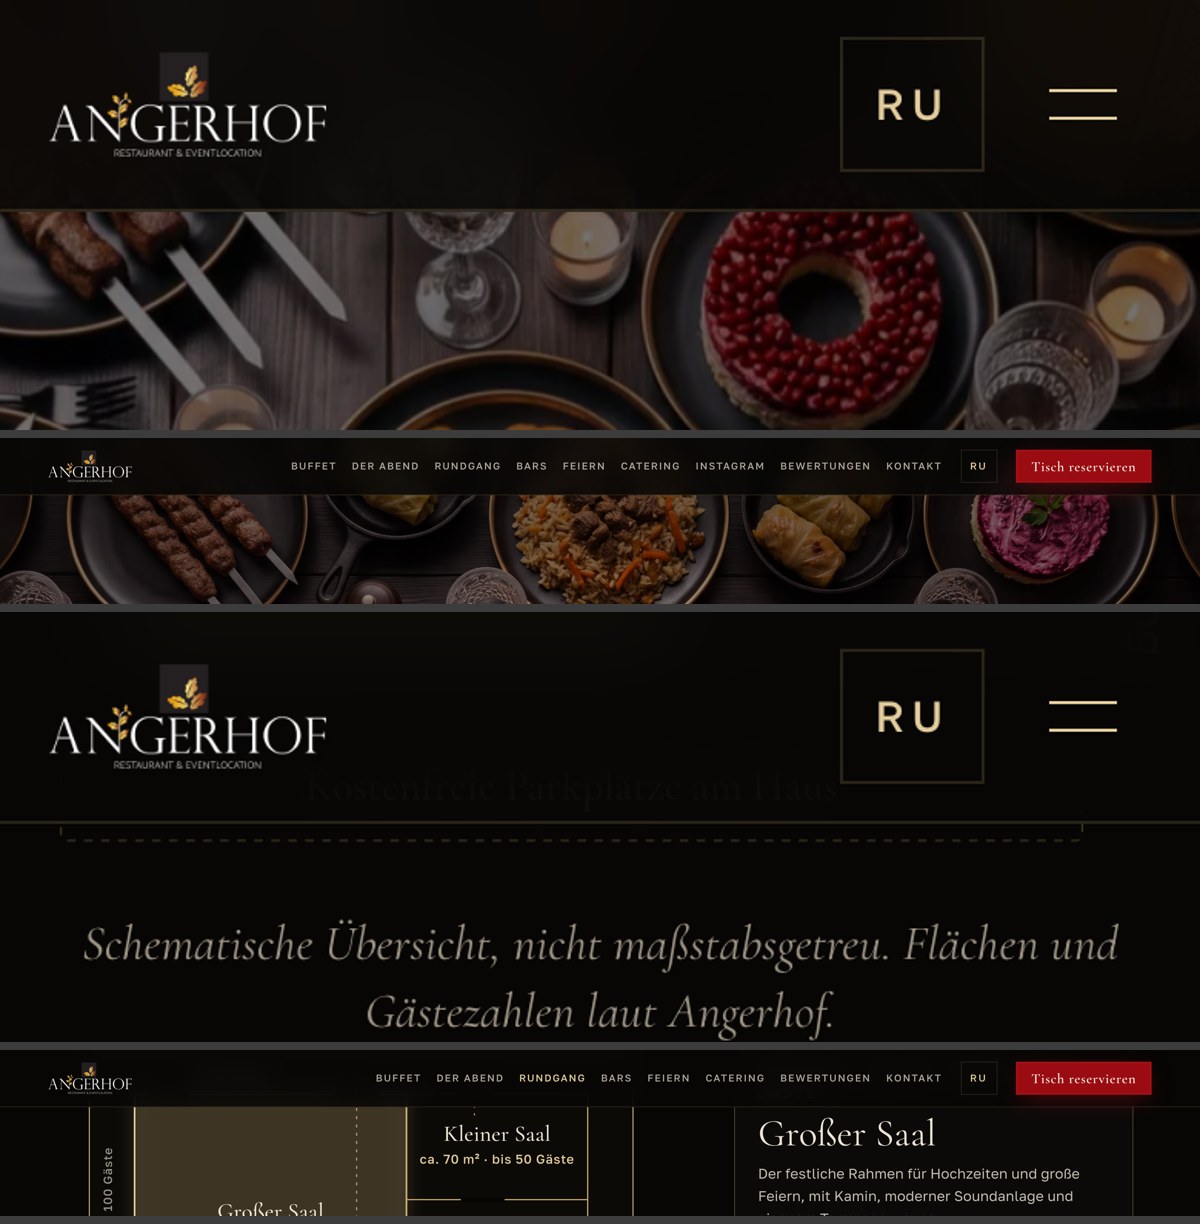 ANGERHOF
RESTAURANT & EVENTLOCATION
RU
ANGERHOF
BUFFET DER ABEND RUNDGANG BARS FEIERN CATERING INSTAGRAM BEWERTUNGEN KONTAKT RU Tisch reservieren
ANGERHOF
RESTAURANT & EVENTLOCATION
RU
Kostenfreie Parkplätze am Haus
Schematische Übersicht, nicht maßstabsgetreu. Flächen und
Gästezahlen laut Angerhof.
ANGERHOF
BUFFET DER ABEND RUNDGANG BARS FEIERN CATERING BEWERTUNGEN KONTAKT RU Tisch reservieren
100 Gäste
Großer Saal
Kleiner Saal
ca. 70 m² · bis 50 Gäste
Großer Saal
Der festliche Rahmen für Hochzeiten und große
Feiern, mit Kamin, moderner Soundanlage und